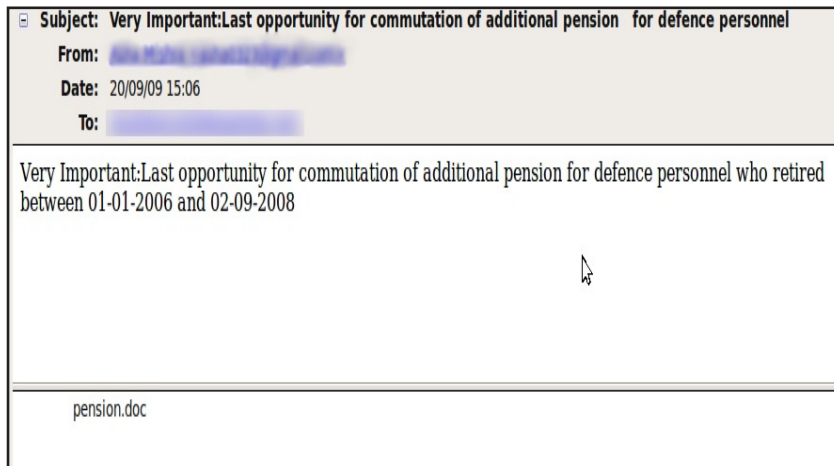 Subject: Very Important:Last opportunity for commutation of additional pension for defence personnel
From:
Date: 20/09/09 15:06
To:
Very Important:Last opportunity for commutation of additional pension for defence personnel who retired
between 01-01-2006 and 02-09-2008
pension.doc